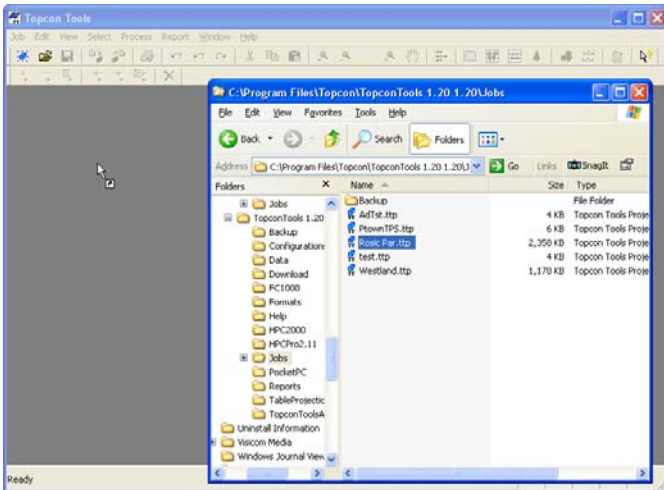 Topcon Tools
Job Edit View Select Process Report Window Help
C:\Program Files\Topcon\TopconTools 1.20 1.20\Jobs
File Edit View Favorites Tools Help
Back Search Folders
Address C:\Program Files\Topcon\TopconTools 1.20 1.20\J Go Links SnagIt
Folders Name Size Type
Jobs
TopconTools 1.20
Backup
Configurations
Data
Download
FC1000
Formats
Help
HPC2000
HPCPro2.11
Jobs
PocketPC
Reports
TableProjectic
TopconToolsA
Uninstall Information
Visicom Media
Windows Journal View
Backup File Folder
AdTst.ttp 4 KB Topcon Tools Proje
PtownTPS.ttp 6 KB Topcon Tools Proje
Rosic Par.ttp 2,350 KB Topcon Tools Proje
test.ttp 4 KB Topcon Tools Proje
Westland.ttp 1,178 KB Topcon Tools Proje
Ready